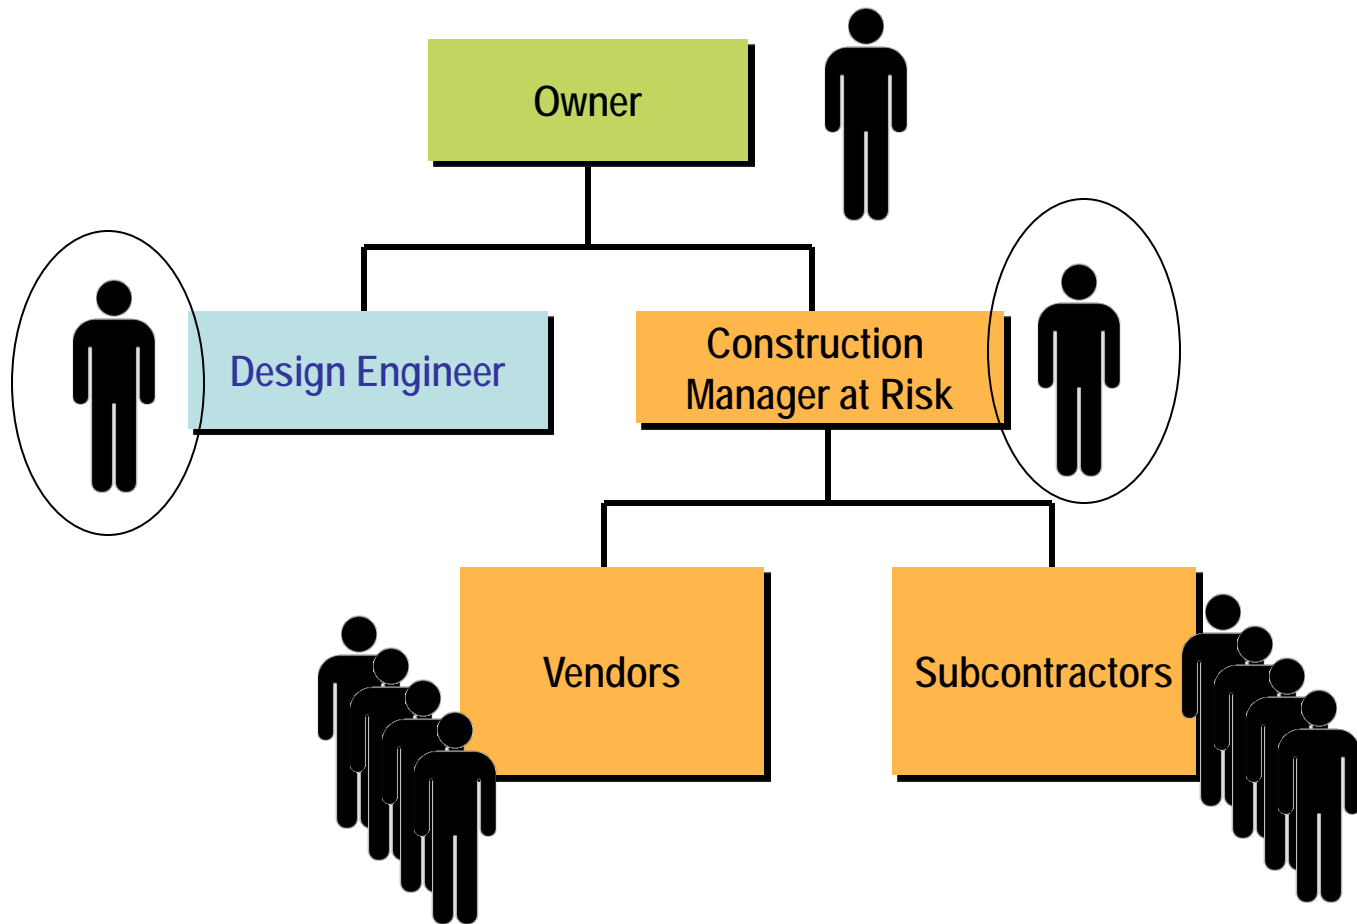 Owner
Design Engineer
Construction
Manager at Risk
Vendors
Subcontractors